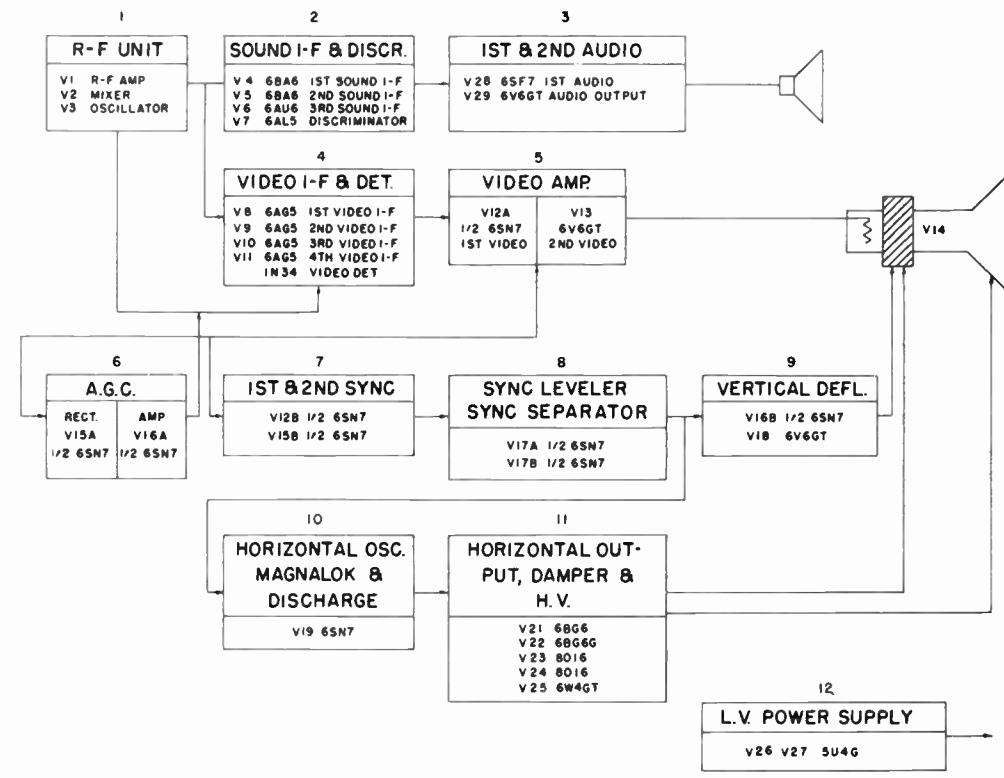 1
R-F UNIT
V1 R-F AMP
V2 MIXER
V3 OSCILLATOR
2
SOUND I-F & DISCR.
V4 6BA6 1ST SOUND I-F
V5 6BA6 2ND SOUND I-F
V6 6AU6 3RD SOUND I-F
V7 6AL5 DISCRIMINATOR
3
1ST & 2ND AUDIO
V28 6SF7 1ST AUDIO
V29 6V6GT AUDIO OUTPUT
4
VIDEO I-F & DET.
V8 6AG5 1ST VIDEO I-F
V9 6AG5 2ND VIDEO I-F
V10 6AG5 3RD VIDEO I-F
V11 6AG5 4TH VIDEO I-F
1N34 VIDEO DET
5
VIDEO AMP.
V12A
1/2 6SN7
1ST VIDEO
V13
6V6GT
2ND VIDEO
V14
6
A.G.C.
RECT.
V15A
1/2 6SN7
AMP
V16A
1/2 6SN7
7
1ST & 2ND SYNC
V12B 1/2 6SN7
V15B 1/2 6SN7
8
SYNC LEVELER
SYNC SEPARATOR
V17A 1/2 6SN7
V17B 1/2 6SN7
9
VERTICAL DEFL.
V16B 1/2 6SN7
V18 6V6GT
10
HORIZONTAL OSC.
MAGNALOK &
DISCHARGE
V19 6SN7
11
HORIZONTAL OUT-
PUT, DAMPER &
H.V.
V21 6BG6
V22 6BG6G
V23 8016
V24 8016
V25 6W4GT
12
L.V. POWER SUPPLY
V26 V27 5U4G